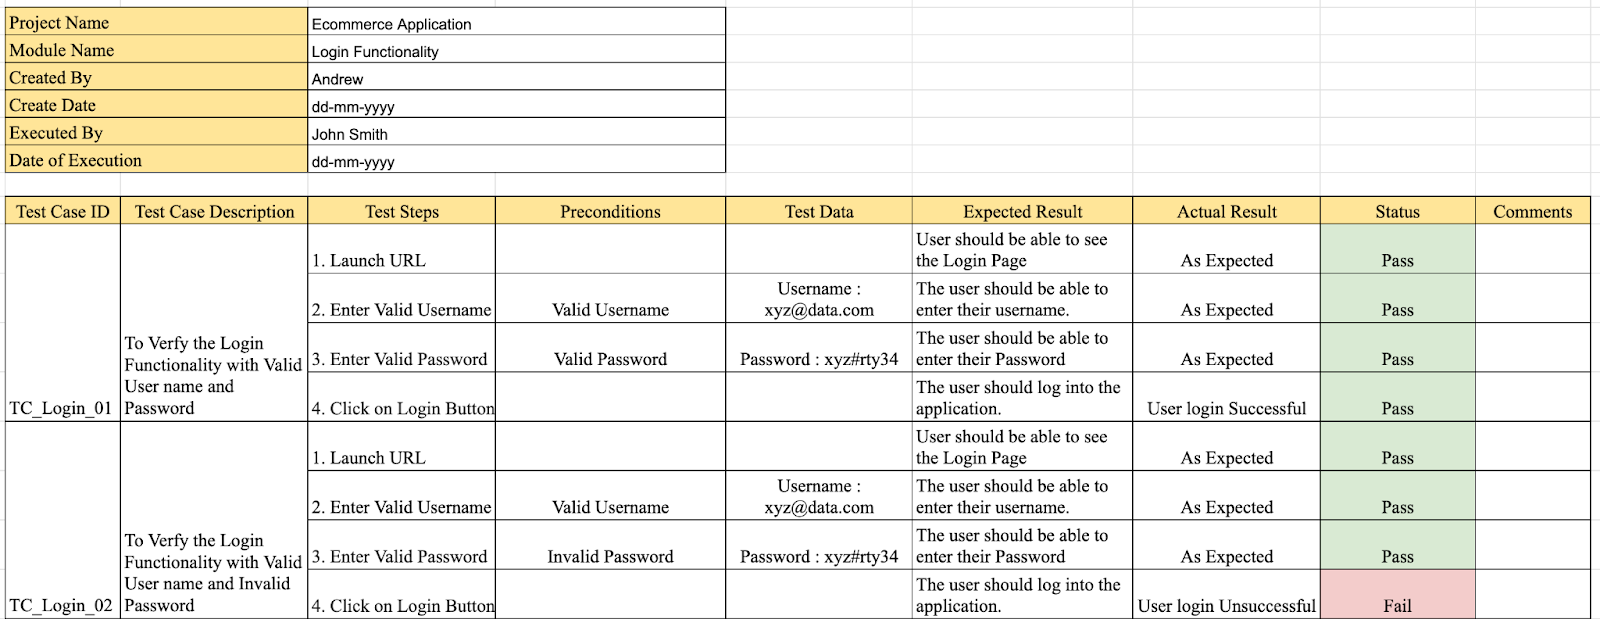 Project Name Ecommerce Application
Module Name Login Functionality
Created By Andrew
Create Date dd-mm-yyyy
Executed By John Smith
Date of Execution dd-mm-yyyy
Test Case ID Test Case Description Test Steps Preconditions Test Data Expected Result Actual Result Status Comments
TC_Login_01
To Verfy the Login
Functionality with Valid
User name and
Password
1. Launch URL
User should be able to see
the Login Page
As Expected
Pass
2. Enter Valid Username
Valid Username
Username :
xyz@data.com
The user should be able to
enter their username.
As Expected
Pass
3. Enter Valid Password
Valid Password
Password : xyz#rty34
The user should be able to
enter their Password
As Expected
Pass
4. Click on Login Button
The user should log into the
application.
User login Successful
Pass
TC_Login_02
To Verfy the Login
Functionality with Valid
User name and Invalid
Password
1. Launch URL
User should be able to see
the Login Page
As Expected
Pass
2. Enter Valid Username
Valid Username
Username :
xyz@data.com
The user should be able to
enter their username.
As Expected
Pass
3. Enter Valid Password
Invalid Password
Password : xyz#rty34
The user should be able to
enter their Password
As Expected
Pass
4. Click on Login Button
The user should log into the
application.
User login Unsuccessful
Fail